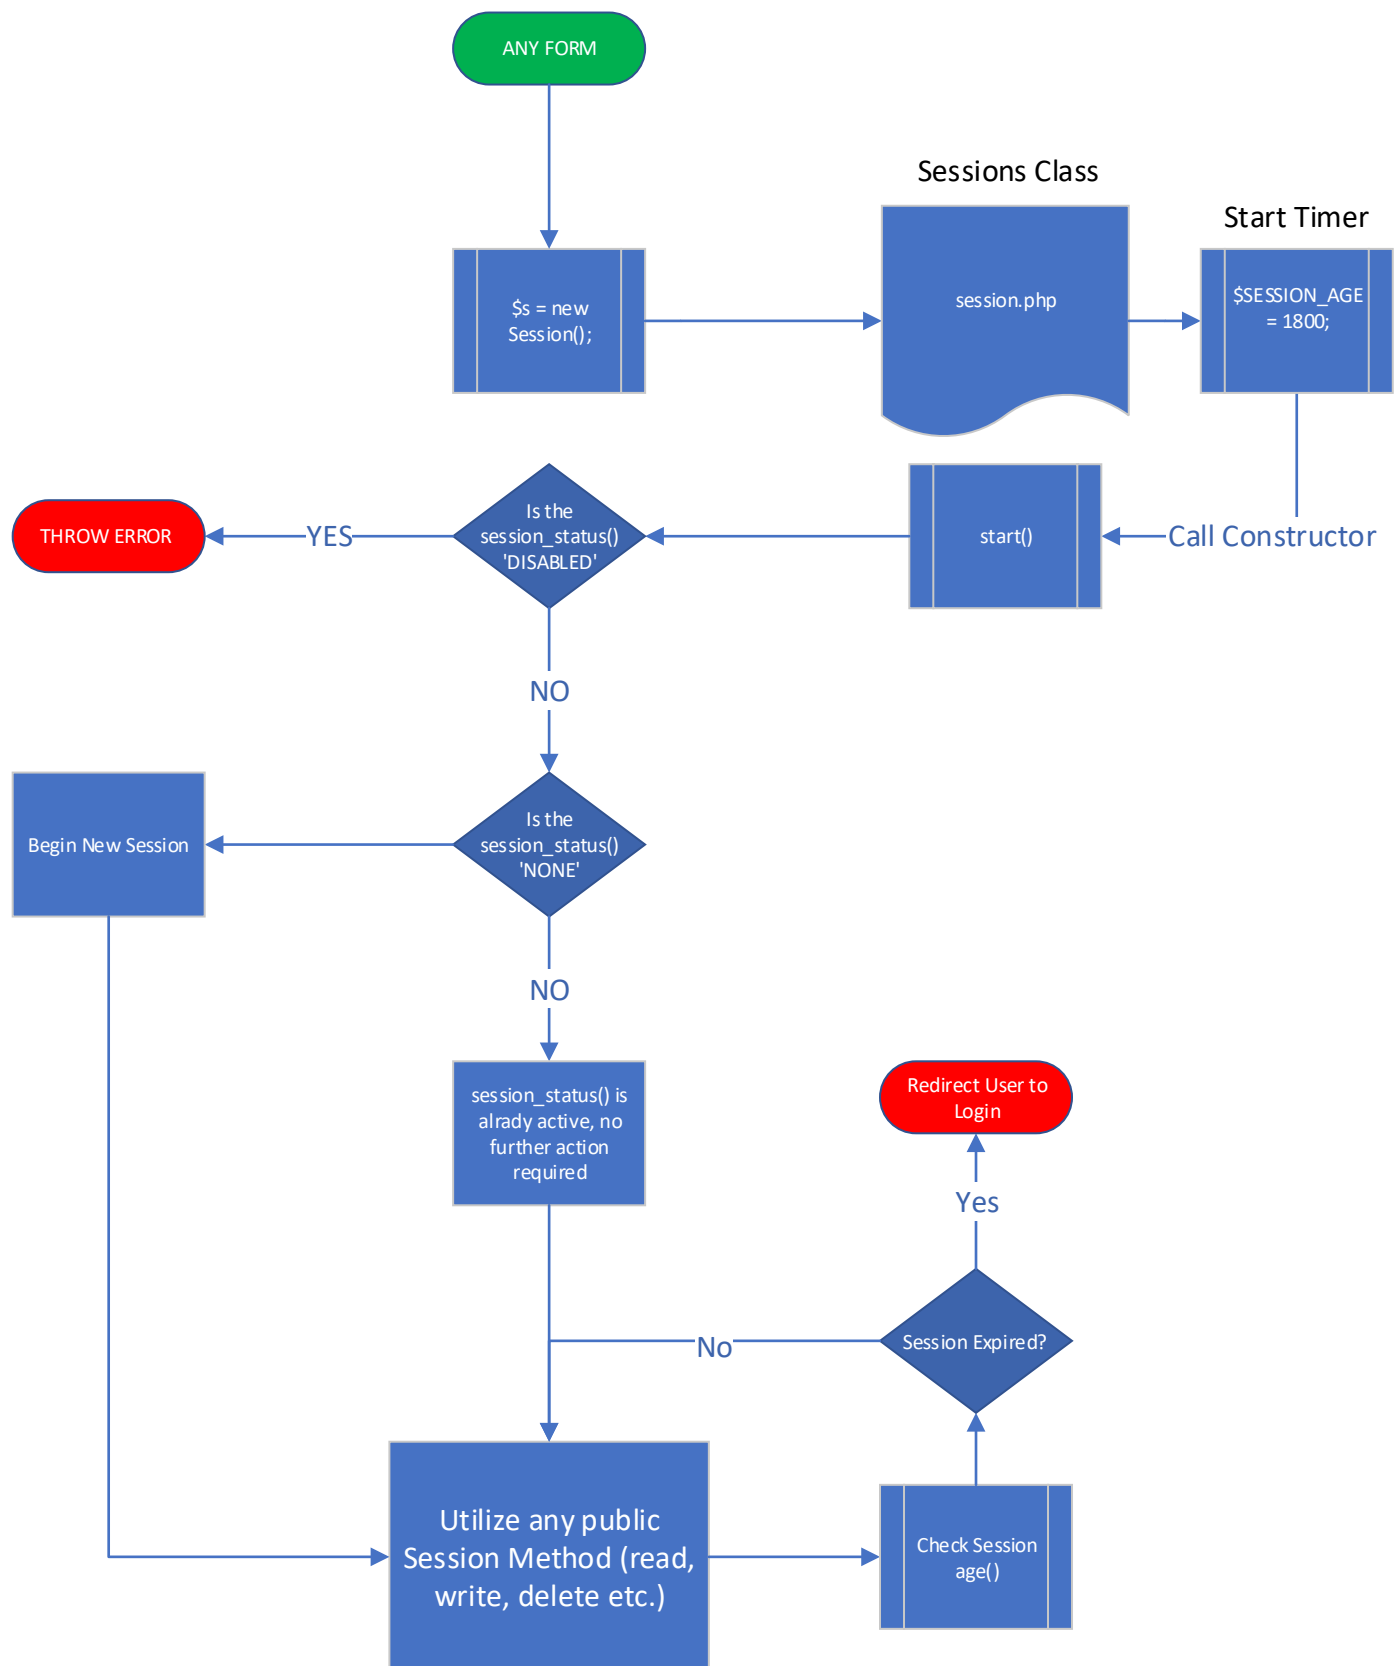 ANY FORM
Sessions Class
Start Timer
$s = new
Session();
session.php
$SESSION_AGE
= 1800;
THROW ERROR
YES
Is the
session_status()
'DISABLED'
start()
Call Constructor
NO
Begin New Session
Is the
session_status()
'NONE'
NO
session_status() is
alrady active, no
further action
required
Redirect User to
Login
Yes
Session Expired?
No
Utilize any public
Session Method (read,
write, delete etc.)
Check Session
age()